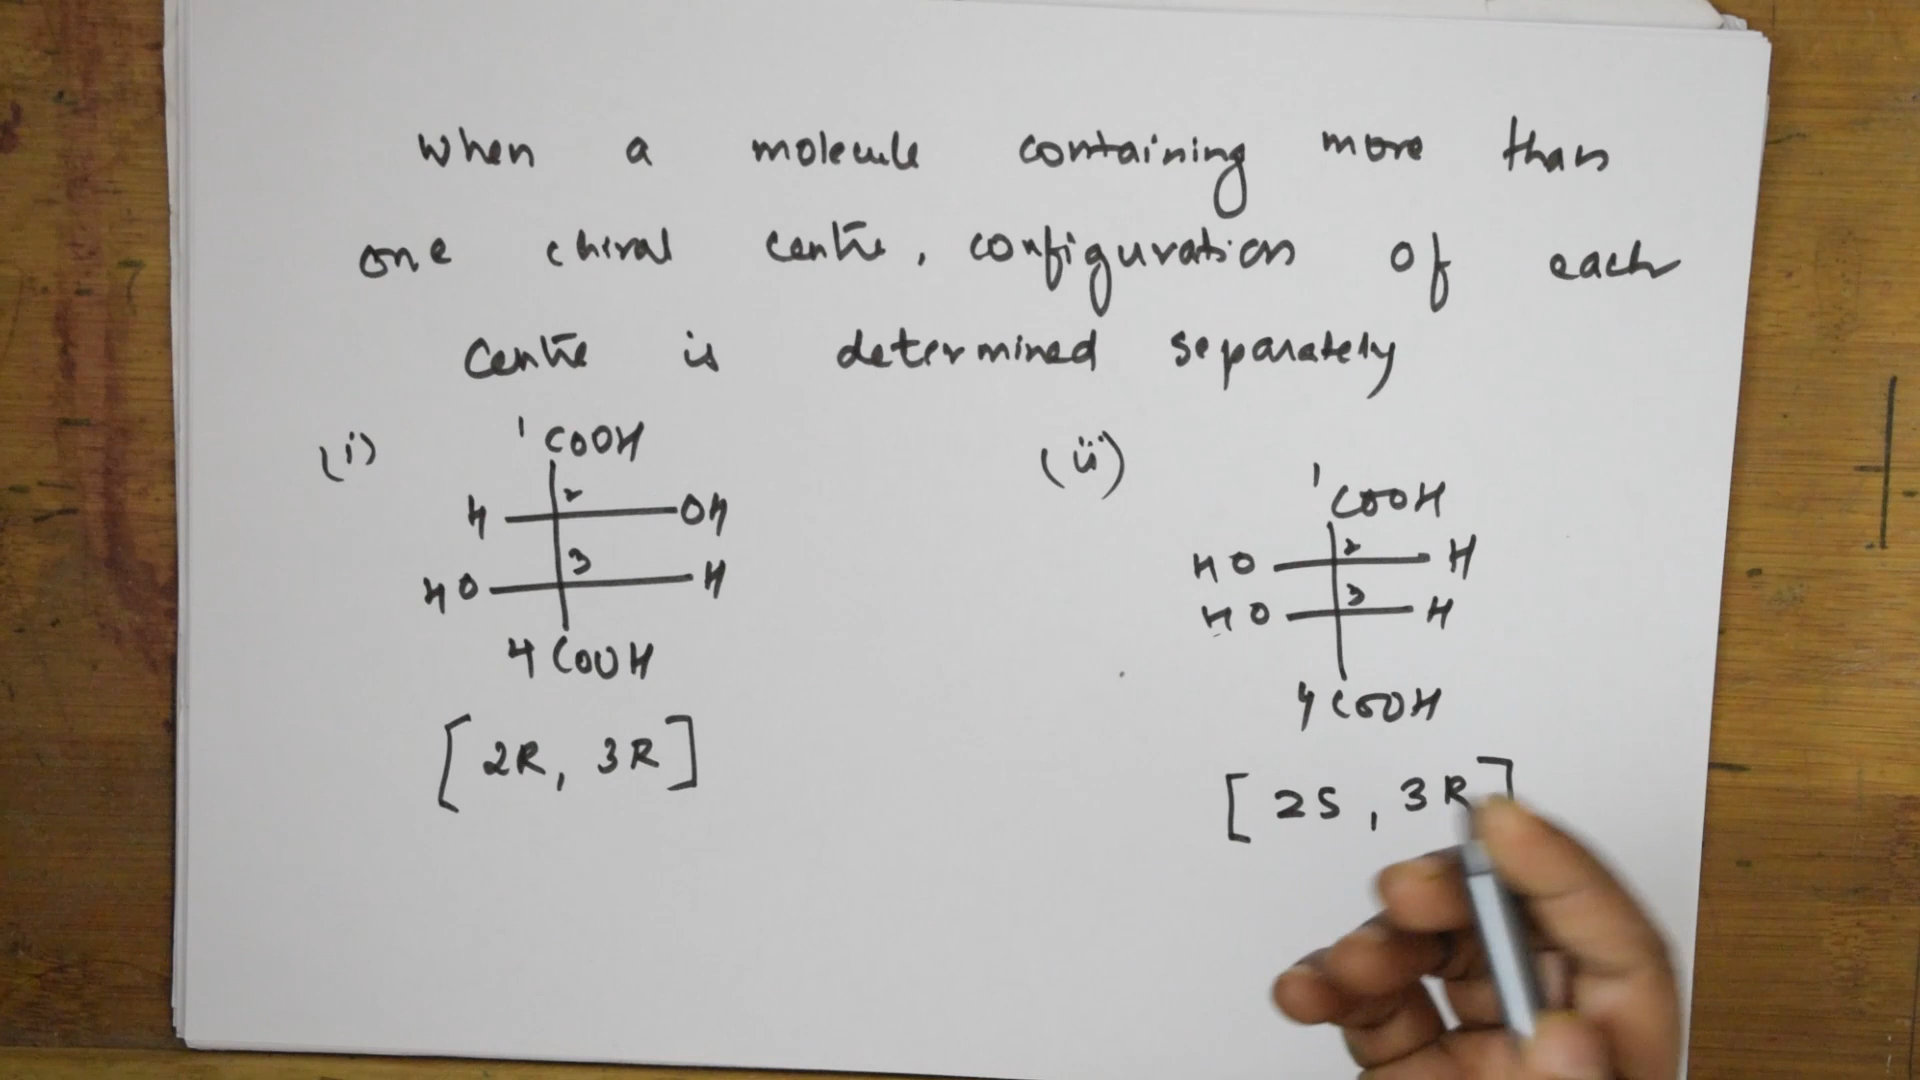 When a molecule containing more than
one chiral centre, configuration of each
centre is determined separately
(i) (ii)
1 COOH
1 COOH
H 2 OH
HO 2 H
HO 3 H
HO 3 H
4 COOH
4 COOH
[2R, 3R]
[2S, 3R]